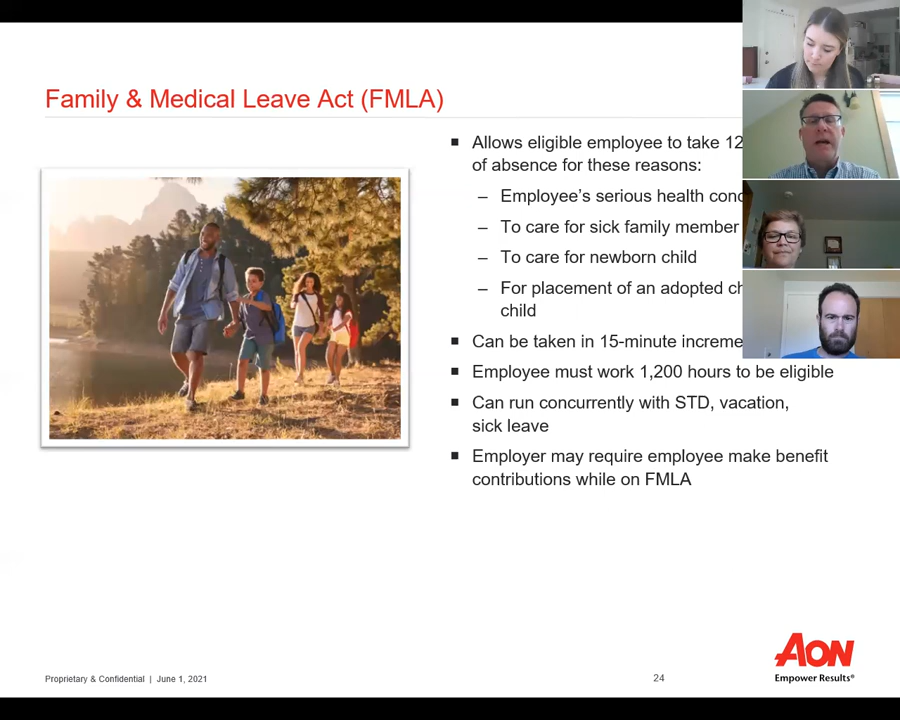 Family & Medical Leave Act (FMLA)
■ Allows eligible employee to take 12
of absence for these reasons:
– Employee's serious health
– To care for sick family member
– To care for newborn child
– For placement of an adopted
child
■ Can be taken in 15-minute
■ Employee must work 1,200 hours to be eligible
■ Can run concurrently with STD, vacation,
sick leave
■ Employer may require employee make benefit
contributions while on FMLA
AON
Empower Results®
Proprietary & Confidential | June 1, 2021
24